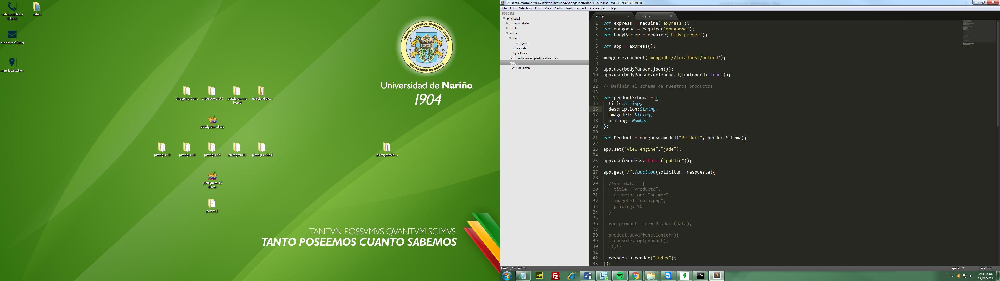 old-handphone
(1).png
videos
envelope (1).png
map-localizatio...
TANTVM POSSVMVS QVANTVM SCIMVS
UNIVERSIDAD DE NARIÑO
Universidad de Nariño
1904
Shopping-Cart...
calculadorasUC
platzigram-no
found
trabajo-diplo...
ZIP
platzigram-23.zip
platzigram2
platzigram4
platzigram5
platzigram23
platzigramfinal
platzigram26-...
RAR
platzigram-15
(1).rar
posscss2
TANTVN POSSVMVS QVANTVM SCIMVS
TANTO POSEEMOS CUANTO SABEMOS
C:\Users\Desarrollo Web\Desktop\actividad2\app.js (actividad2) - Sublime Text 2 (UNREGISTERED)
File Edit Selection Find View Goto Tools Project Preferences Help
FOLDERS
actividad2
node_modules
public
views
menu
new.jade
index.jade
layout.jade
actividad2-Javascript-definitivo.docx
app.js
~WRL0003.tmp
app.js
new.jade
1 var express = require('express');
2 var mongoose = require('mongoose');
3 var bodyParser = require('body-parser');
4
5 var app = express();
6
7 mongoose.connect('mongodb://localhost/bdfood');
8
9 app.use(bodyParser.json());
10 app.use(bodyParser.urlencoded({extended: true}));
11
12 // Definir el schema de nuestros productos
13
14 var productSchema = {
15 title:String,
16 description:String,
17 imageUrl: String,
18 pricing: Number
19 };
20
21 var Product = mongoose.model("Product", productSchema);
22
23 app.set("view engine","jade");
24
25 app.use(express.static("public"));
26
27 app.get("/",function(solicitud, respuesta){
28
29 /*var data = {
30 title: "Producto",
31 description: "primer",
32 imageUrl:"data.png",
33 pricing: 10
34 }
35
36 var product = new Product(data);
37
38 product.save(function(err){
39 console.log(product);
40 });*/
41
42 respuesta.render("index");
43 });
Line 16, Column 22
Spaces: 2
JavaScript
Fw
Fz
W
S
ES
04:43 p.m.
19/08/2017